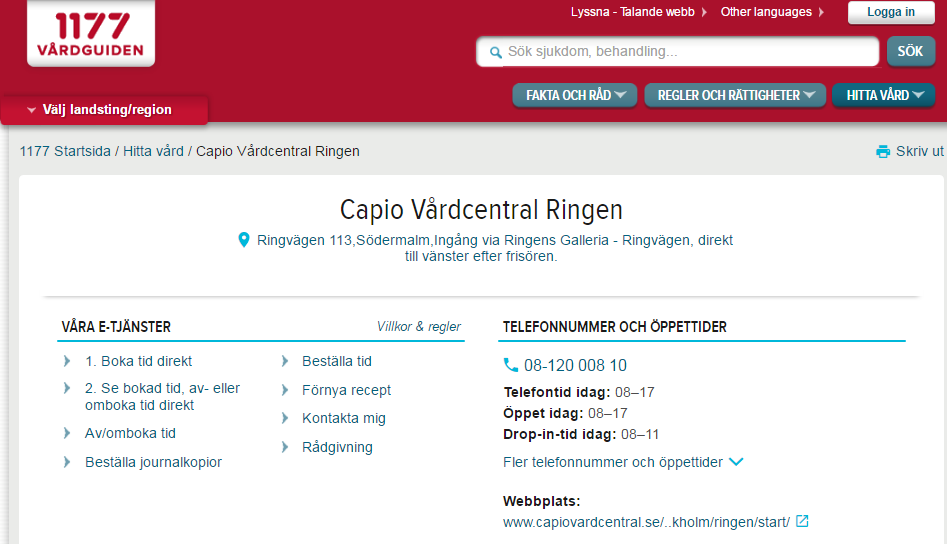 1177
VÅRDGUIDEN
Lyssna - Talande webb
Other languages
Logga in
Sök sjukdom, behandling...
SÖK
FAKTA OCH RÅD
REGLER OCH RÄTTIGHETER
HITTA VÅRD
Välj landsting/region
1177 Startsida / Hitta vård / Capio Vårdcentral Ringen
Skriv ut
Capio Vårdcentral Ringen
Ringvägen 113,Södermalm,Ingång via Ringens Galleria - Ringvägen, direkt
till vänster efter frisören.
VÅRA E-TJÄNSTER
Villkor & regler
1. Boka tid direkt
2. Se bokad tid, av- eller
omboka tid direkt
Av/omboka tid
Beställa journalkopior
Beställa tid
Förnya recept
Kontakta mig
Rådgivning
TELEFONNUMMER OCH ÖPPETTIDER
08-120 008 10
Telefontid idag: 08–17
Öppet idag: 08–17
Drop-in-tid idag: 08–11
Fler telefonnummer och öppettider
Webbplats:
www.capiovardcentral.se/..kholm/ringen/start/